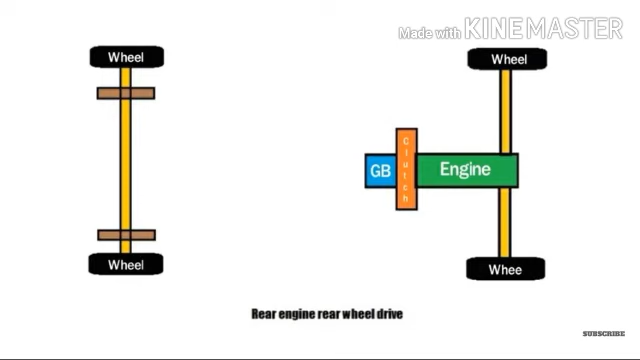 Made with KINEMASTER
Wheel
Wheel
Clutch
GB
Engine
Wheel
Whee
Rear engine rear wheel drive
SUBSCRIBE